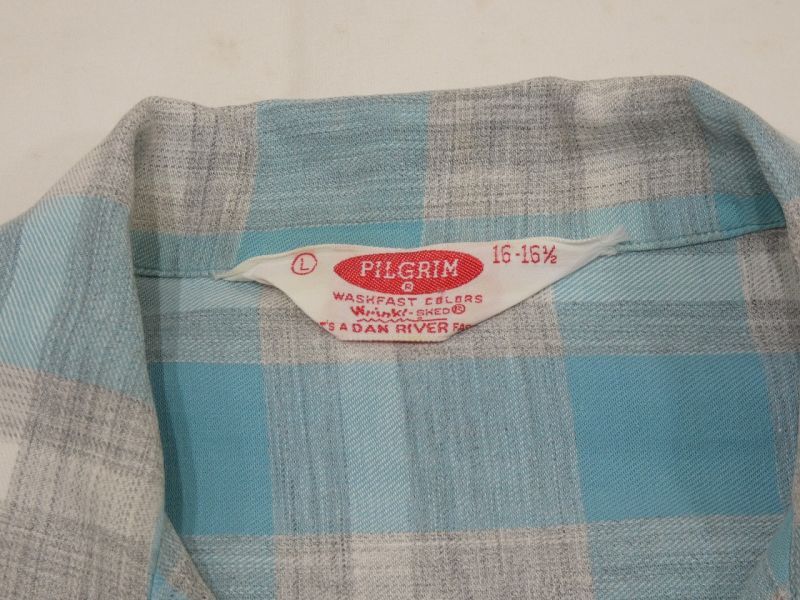 L PILGRIM 16-16½
®
WASHFAST COLORS
Wrinkl-SHED®
'S A DAN RIVER